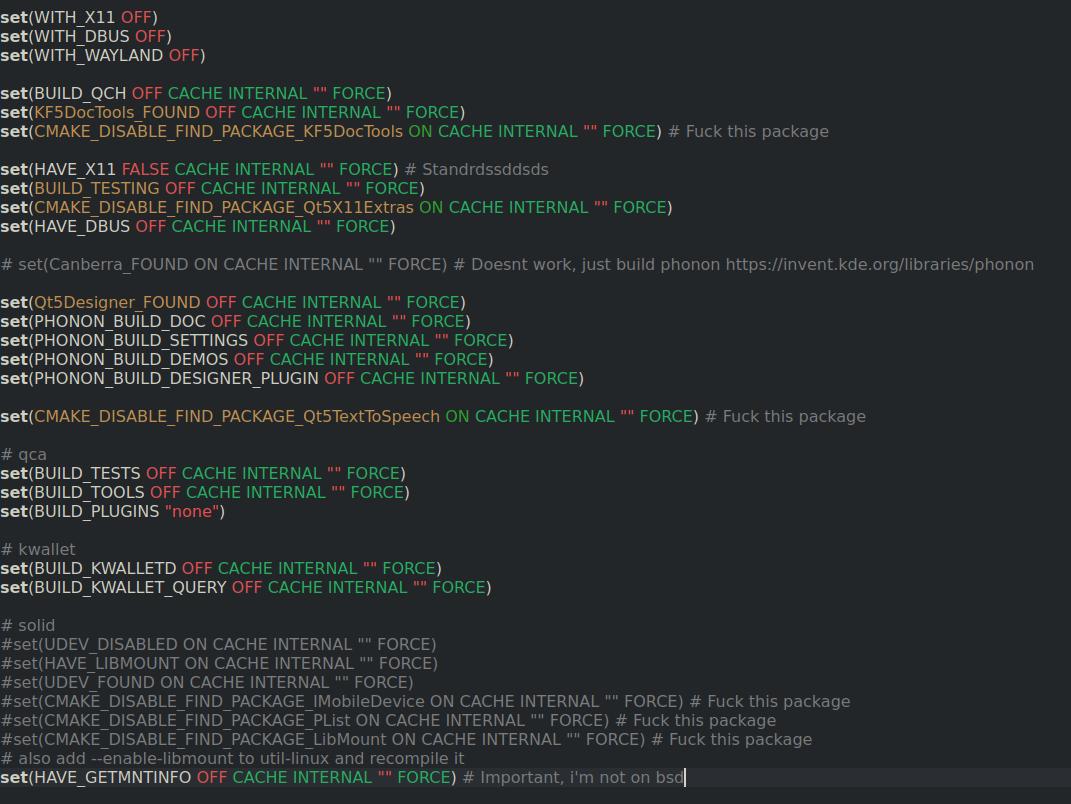 set(WITH_X11 OFF)
set(WITH_DBUS OFF)
set(WITH_WAYLAND OFF)
set(BUILD_QCH OFF CACHE INTERNAL "" FORCE)
set(KF5DocTools_FOUND OFF CACHE INTERNAL "" FORCE)
set(CMAKE_DISABLE_FIND_PACKAGE_KF5DocTools ON CACHE INTERNAL "" FORCE) # Fuck this package
set(HAVE_X11 FALSE CACHE INTERNAL "" FORCE) # Standrdssddsds
set(BUILD_TESTING OFF CACHE INTERNAL "" FORCE)
set(CMAKE_DISABLE_FIND_PACKAGE_Qt5X11Extras ON CACHE INTERNAL "" FORCE)
set(HAVE_DBUS OFF CACHE INTERNAL "" FORCE)
# set(Canberra_FOUND ON CACHE INTERNAL "" FORCE) # Doesnt work, just build phonon https://invent.kde.org/libraries/phonon
set(Qt5Designer_FOUND OFF CACHE INTERNAL "" FORCE)
set(PHONON_BUILD_DOC OFF CACHE INTERNAL "" FORCE)
set(PHONON_BUILD_SETTINGS OFF CACHE INTERNAL "" FORCE)
set(PHONON_BUILD_DEMOS OFF CACHE INTERNAL "" FORCE)
set(PHONON_BUILD_DESIGNER_PLUGIN OFF CACHE INTERNAL "" FORCE)
set(CMAKE_DISABLE_FIND_PACKAGE_Qt5TextToSpeech ON CACHE INTERNAL "" FORCE) # Fuck this package
# qca
set(BUILD_TESTS OFF CACHE INTERNAL "" FORCE)
set(BUILD_TOOLS OFF CACHE INTERNAL "" FORCE)
set(BUILD_PLUGINS "none")
# kwallet
set(BUILD_KWALLETD OFF CACHE INTERNAL "" FORCE)
set(BUILD_KWALLET_QUERY OFF CACHE INTERNAL "" FORCE)
# solid
#set(UDEV_DISABLED ON CACHE INTERNAL "" FORCE)
#set(HAVE_LIBMOUNT ON CACHE INTERNAL "" FORCE)
#set(UDEV_FOUND ON CACHE INTERNAL "" FORCE)
#set(CMAKE_DISABLE_FIND_PACKAGE_IMobileDevice ON CACHE INTERNAL "" FORCE) # Fuck this package
#set(CMAKE_DISABLE_FIND_PACKAGE_PList ON CACHE INTERNAL "" FORCE) # Fuck this package
#set(CMAKE_DISABLE_FIND_PACKAGE_LibMount ON CACHE INTERNAL "" FORCE) # Fuck this package
# also add --enable-libmount to util-linux and recompile it
set(HAVE_GETMNTINFO OFF CACHE INTERNAL "" FORCE) # Important, i'm not on bsd